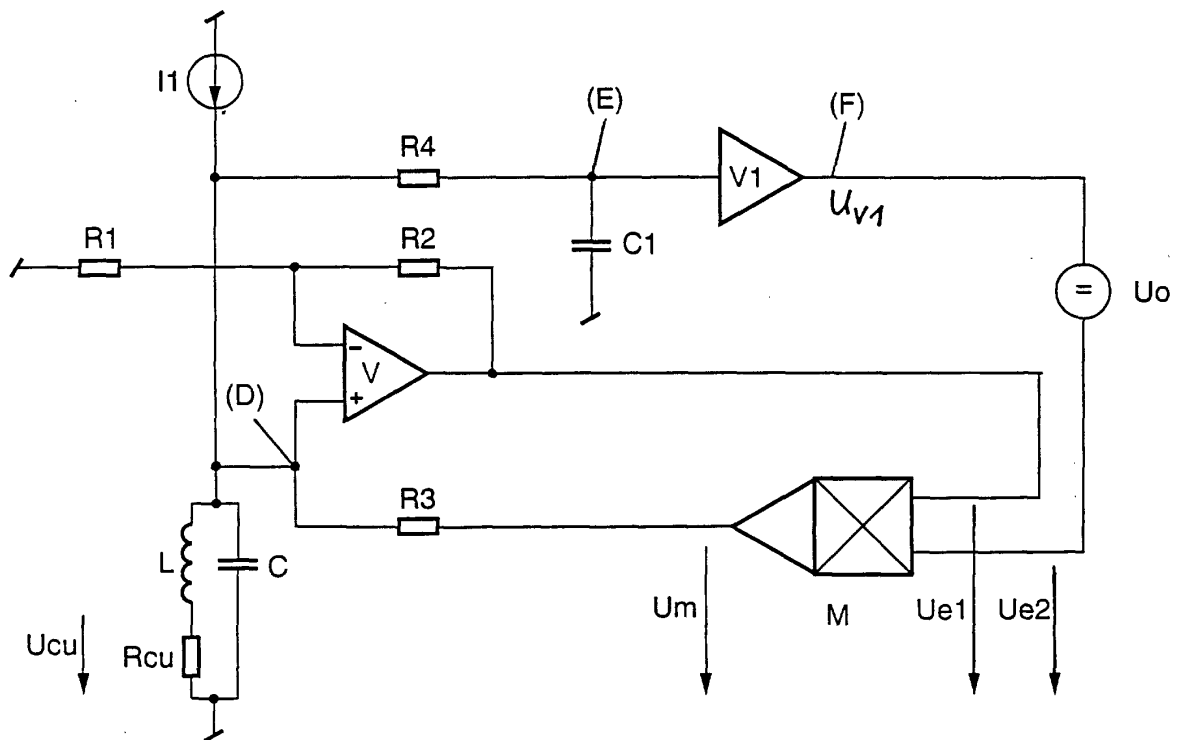 I1
(E)
(F)
R4
V1
Uv1
R1
R2
C1
=
Uo
−
V
+
(D)
R3
L
C
Um
M
Ue1
Ue2
Ucu
Rcu